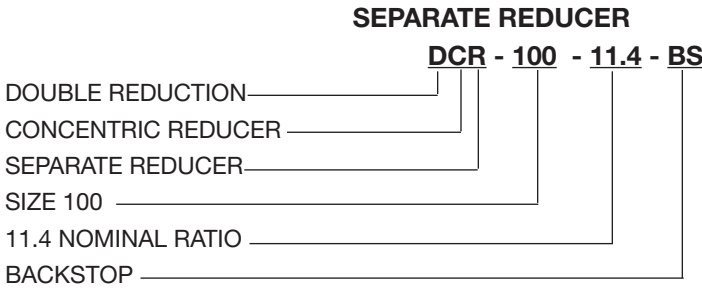 SEPARATE REDUCER
DCR - 100 - 11.4 - BS
DOUBLE REDUCTION
CONCENTRIC REDUCER
SEPARATE REDUCER
SIZE 100
11.4 NOMINAL RATIO
BACKSTOP